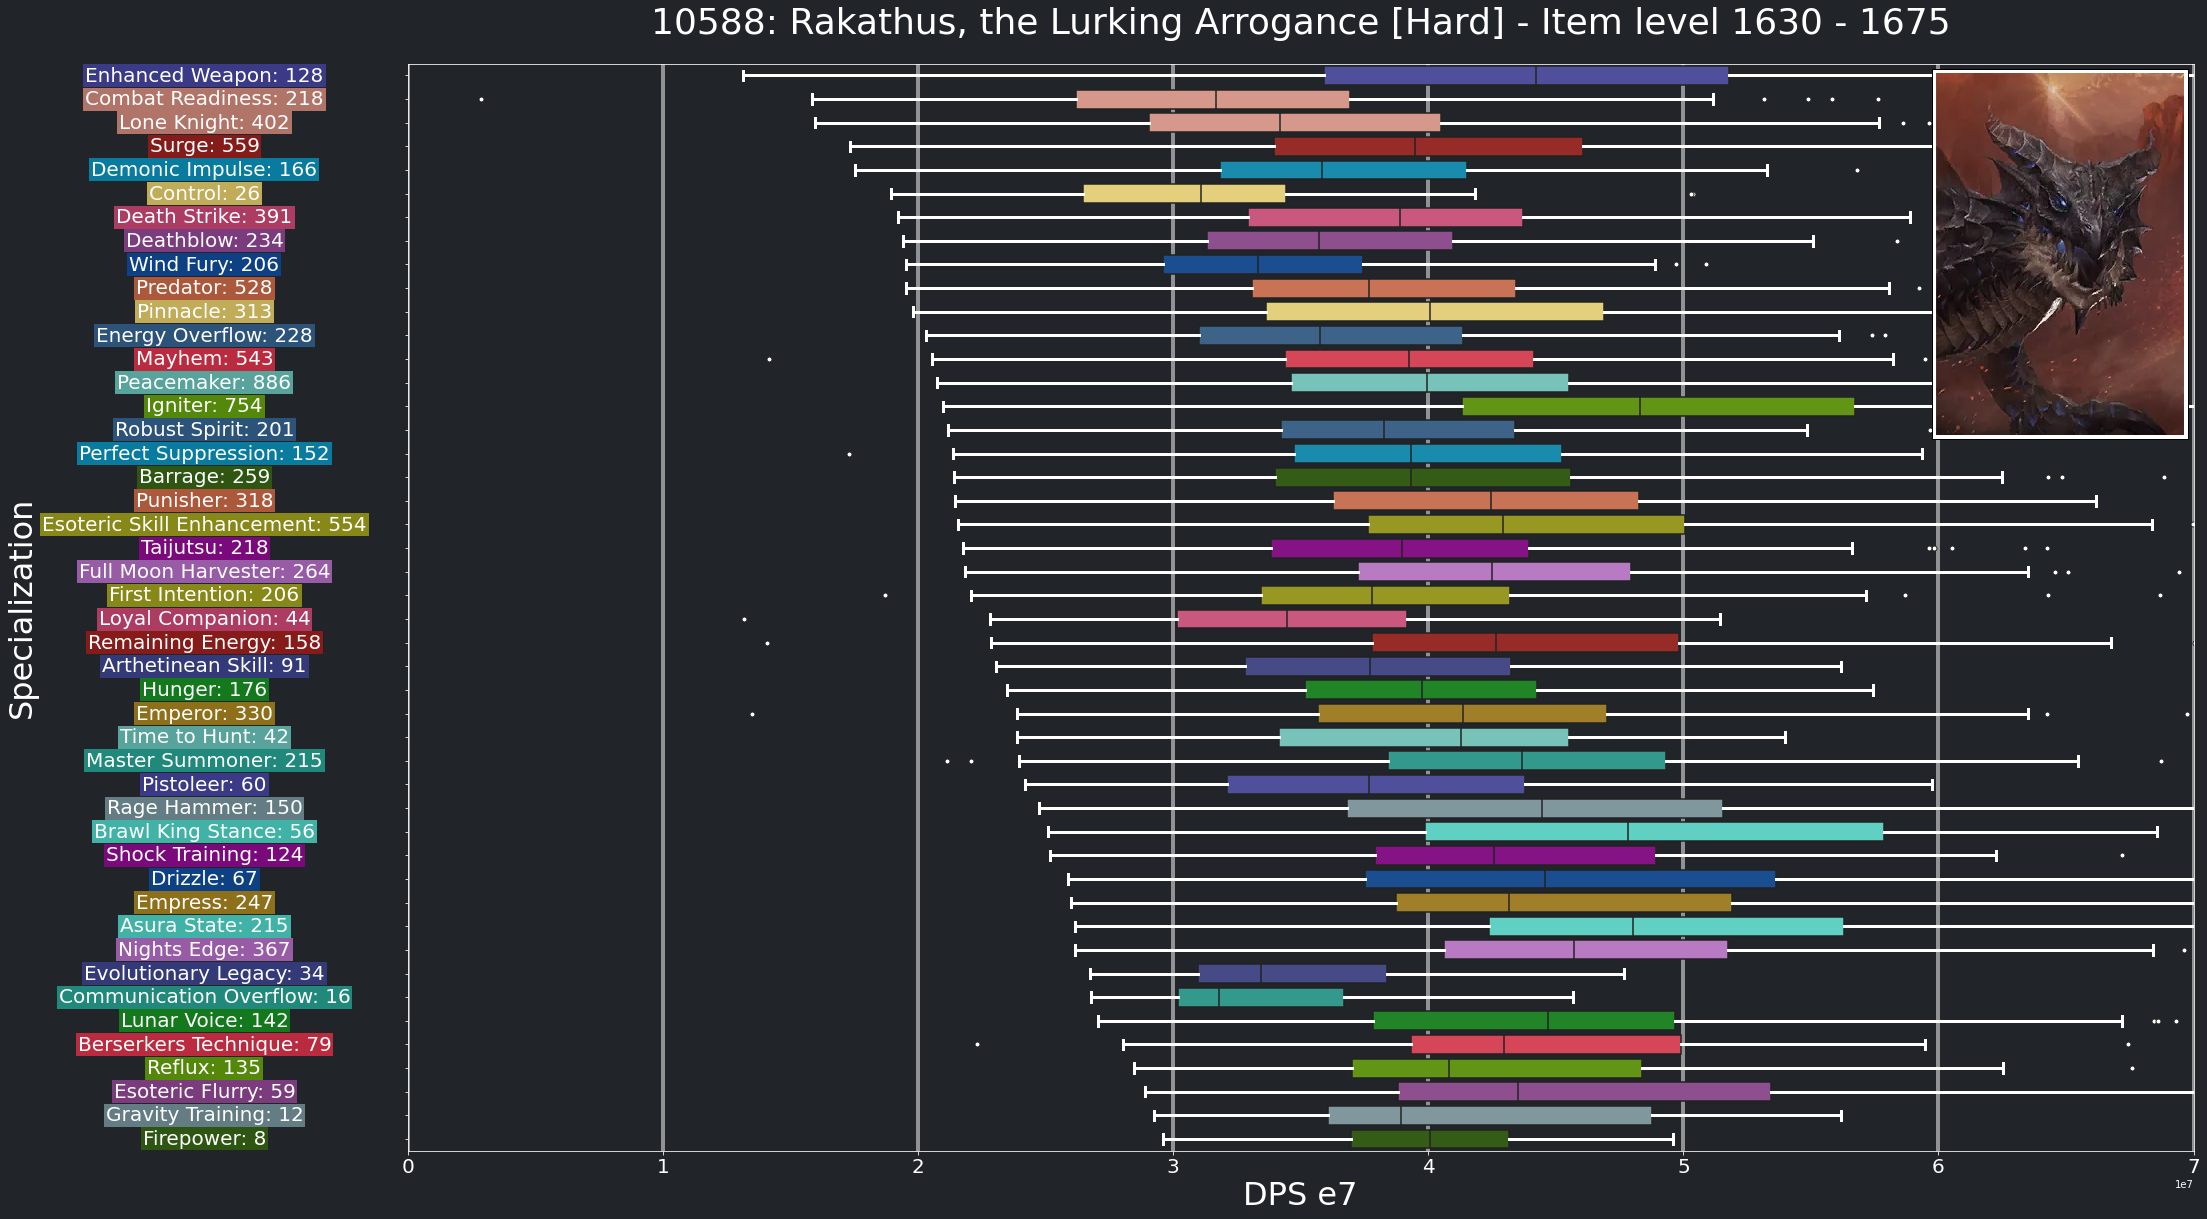 10588: Rakathus, the Lurking Arrogance [Hard] - Item level 1630 - 1675
Enhanced Weapon: 128
Combat Readiness: 218
Lone Knight: 402
Surge: 559
Demonic Impulse: 166
Control: 26
Death Strike: 391
Deathblow: 234
Wind Fury: 206
Predator: 528
Pinnacle: 313
Energy Overflow: 228
Mayhem: 543
Peacemaker: 886
Igniter: 754
Robust Spirit: 201
Perfect Suppression: 152
Barrage: 259
Punisher: 318
Esoteric Skill Enhancement: 554
Taijutsu: 218
Full Moon Harvester: 264
First Intention: 206
Loyal Companion: 44
Remaining Energy: 158
Arthetinean Skill: 91
Hunger: 176
Emperor: 330
Time to Hunt: 42
Master Summoner: 215
Pistoleer: 60
Rage Hammer: 150
Brawl King Stance: 56
Shock Training: 124
Drizzle: 67
Empress: 247
Asura State: 215
Nights Edge: 367
Evolutionary Legacy: 34
Communication Overflow: 16
Lunar Voice: 142
Berserkers Technique: 79
Reflux: 135
Esoteric Flurry: 59
Gravity Training: 12
Firepower: 8
Specialization
0 1 2 3 4 5 6 7
1e7
DPS e7